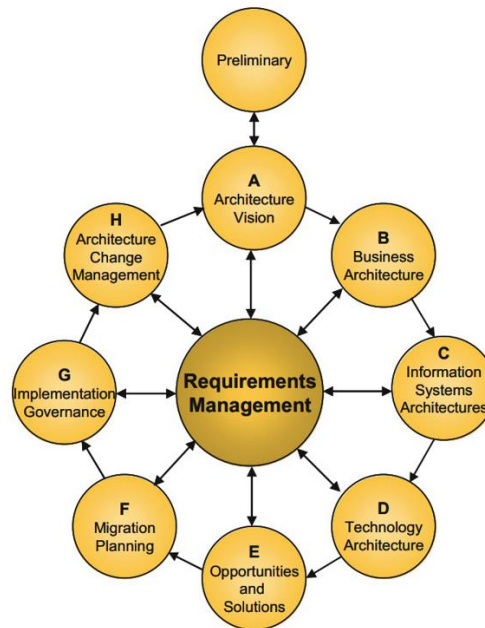 Preliminary
A
Architecture
Vision
B
Business
Architecture
C
Information
Systems
Architectures
D
Technology
Architecture
E
Opportunities
and
Solutions
F
Migration
Planning
G
Implementation
Governance
H
Architecture
Change
Management
Requirements
Management